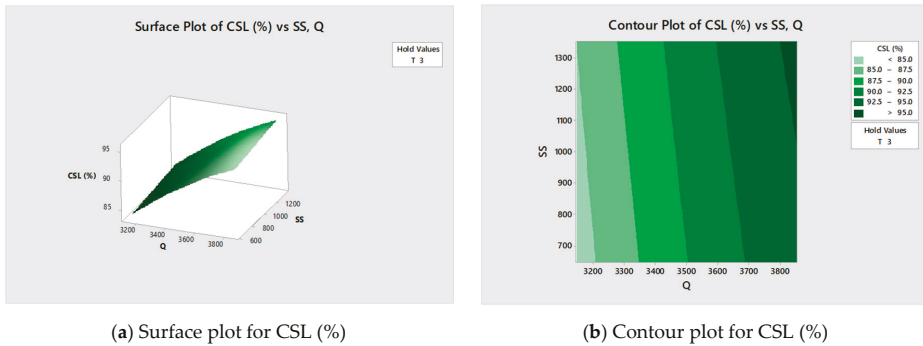 Surface Plot of CSL (%) vs SS, Q
Hold Values
T 3
95
90
85
CSL (%)
3200
3400
3600
3800
Q
600
800
1000
1200
SS
(a) Surface plot for CSL (%)
Contour Plot of CSL (%) vs SS, Q
1300
1200
1100
1000
900
800
700
SS
3200 3300 3400 3500 3600 3700 3800
Q
CSL (%)
< 85.0
85.0 – 87.5
87.5 – 90.0
90.0 – 92.5
92.5 – 95.0
> 95.0
Hold Values
T 3
(b) Contour plot for CSL (%)